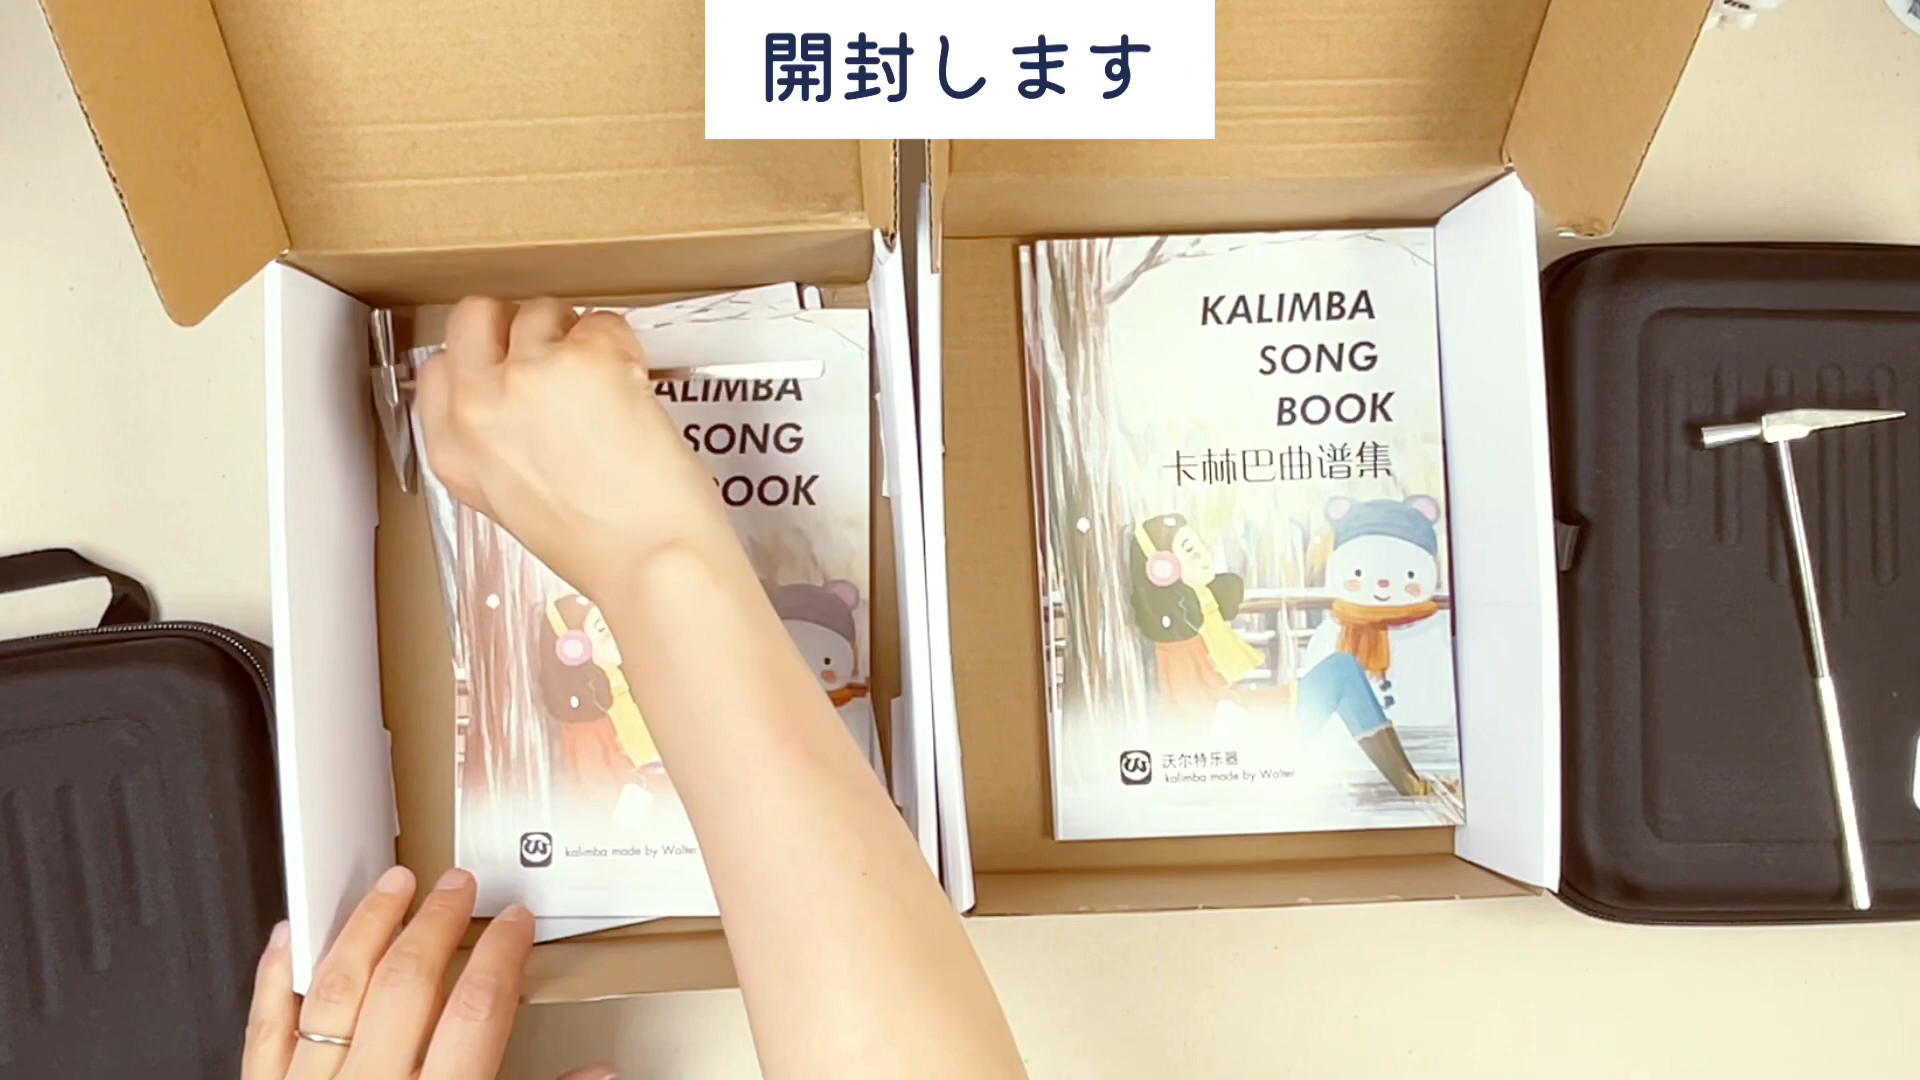 開封します
ALIMBA
SONG
OOK
kalimba made by Walter
KALIMBA
SONG
BOOK
卡林巴曲谱集
沃尔特乐器
kalimba made by Walter